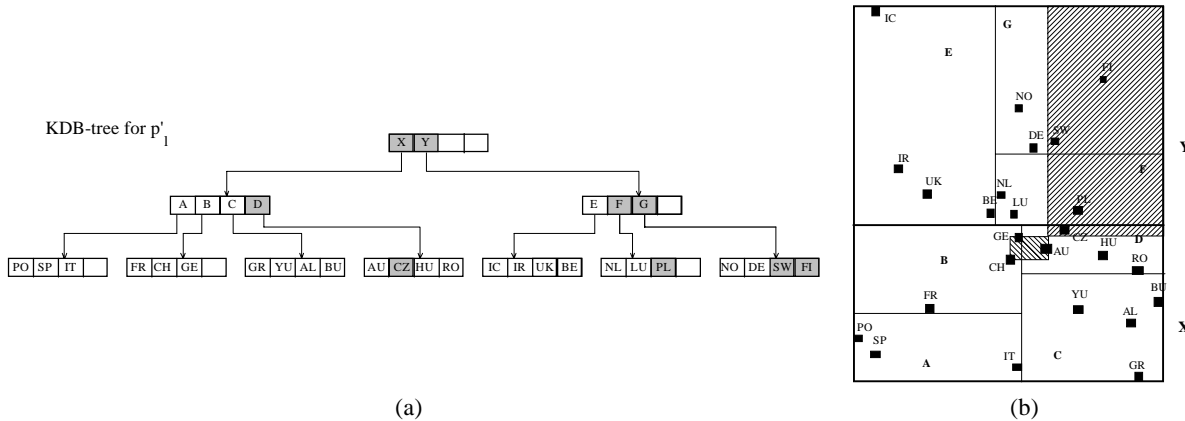 KDB-tree for p'l
X Y
A B C D
E F G
PO SP IT
FR CH GE
GR YU AL BU
AU CZ HU RO
IC IR UK BE
NL LU PL
NO DE SW FI
(a)
IC
G
E
FI
NO
DE SW
Y
IR
F
UK
NL
BE LU PL
GE CZ HU D
AU
B CH RO
YU BU
FR
AL
PO
X
SP
IT C
A
GR
(b)